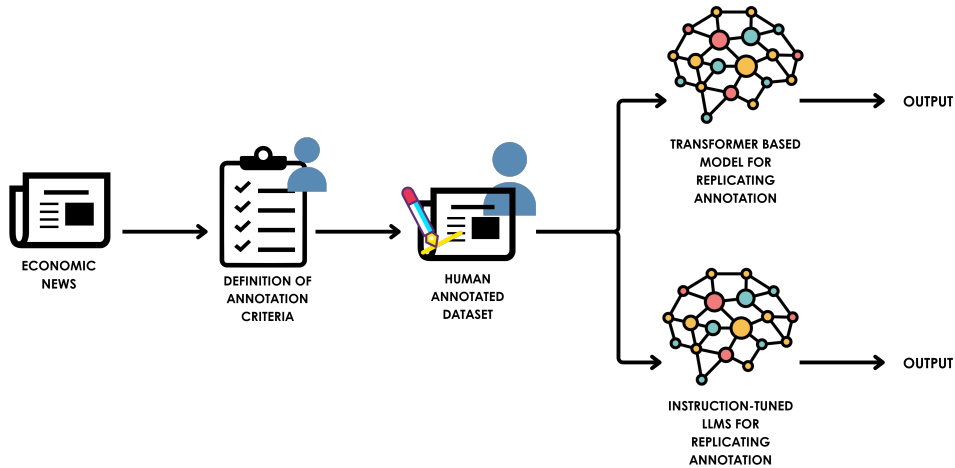 ECONOMIC
NEWS
DEFINITION OF
ANNOTATION
CRITERIA
HUMAN
ANNOTATED
DATASET
TRANSFORMER BASED
MODEL FOR
REPLICATING
ANNOTATION
OUTPUT
INSTRUCTION-TUNED
LLMS FOR
REPLICATING
ANNOTATION
OUTPUT